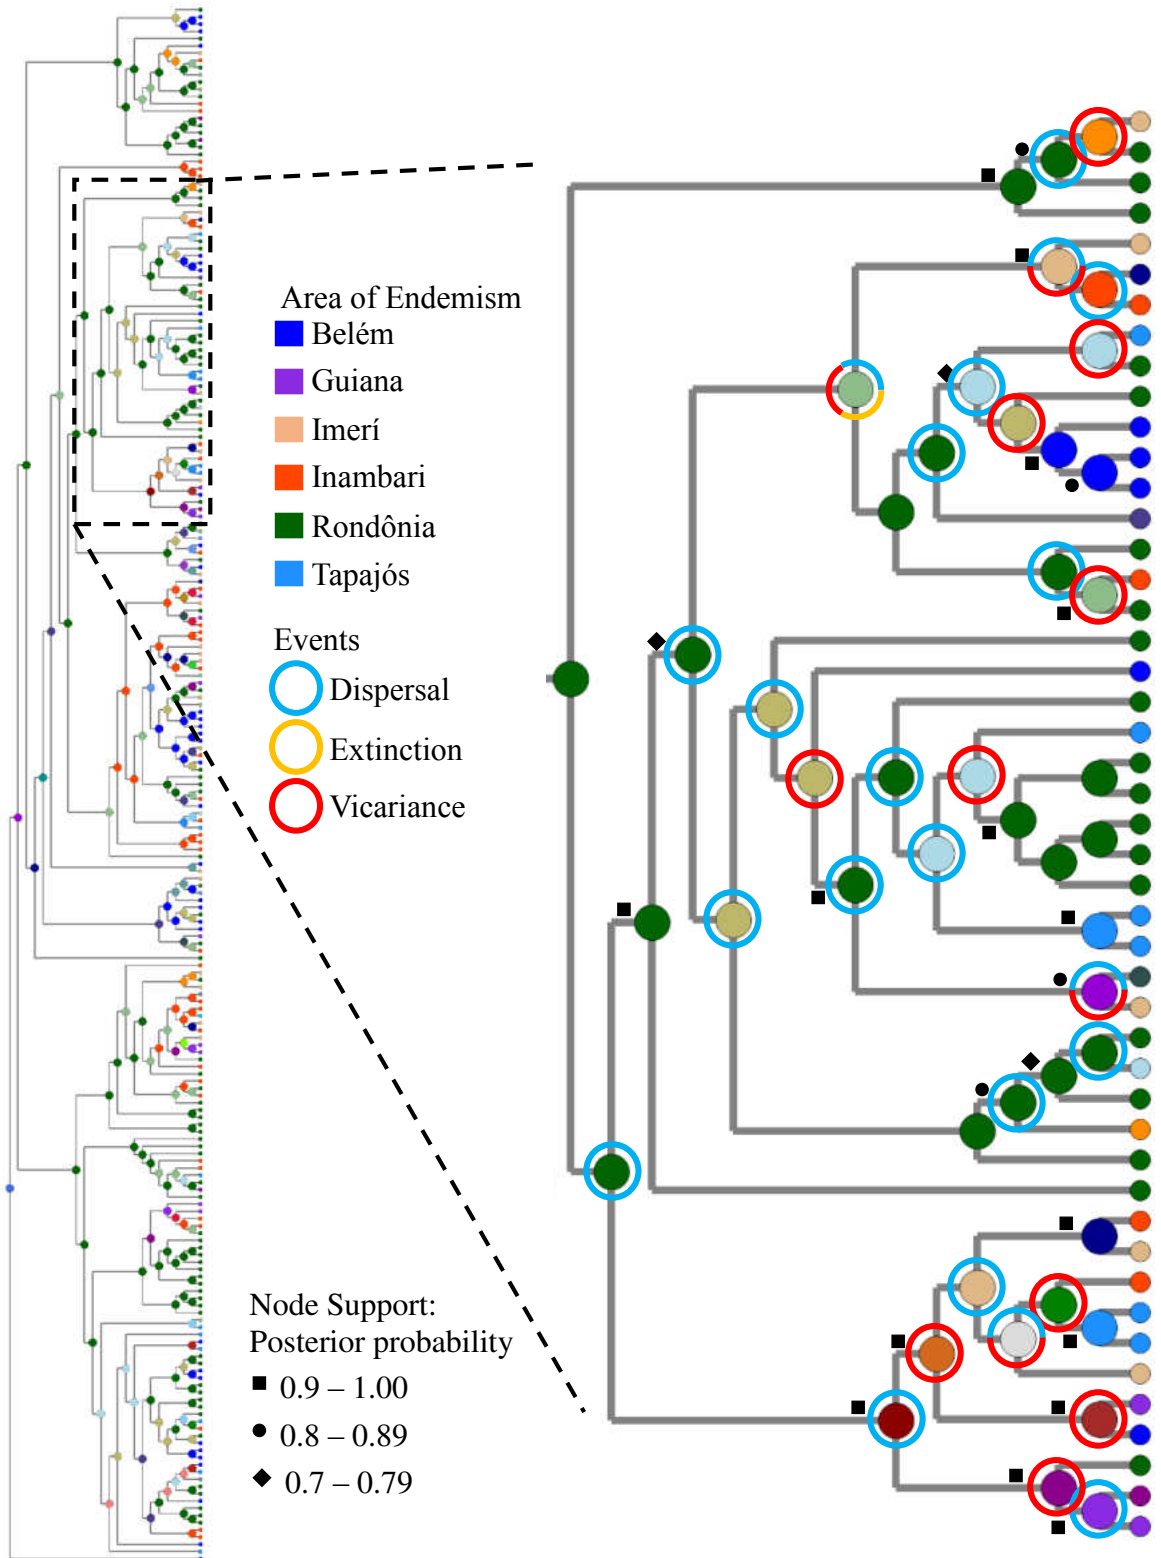 Area of Endemism
Belém
Guiana
Imerí
Inambari
Rondônia
Tapajós
Events
Dispersal
Extinction
Vicariance
Node Support:
Posterior probability
0.9 – 1.00
0.8 – 0.89
0.7 – 0.79